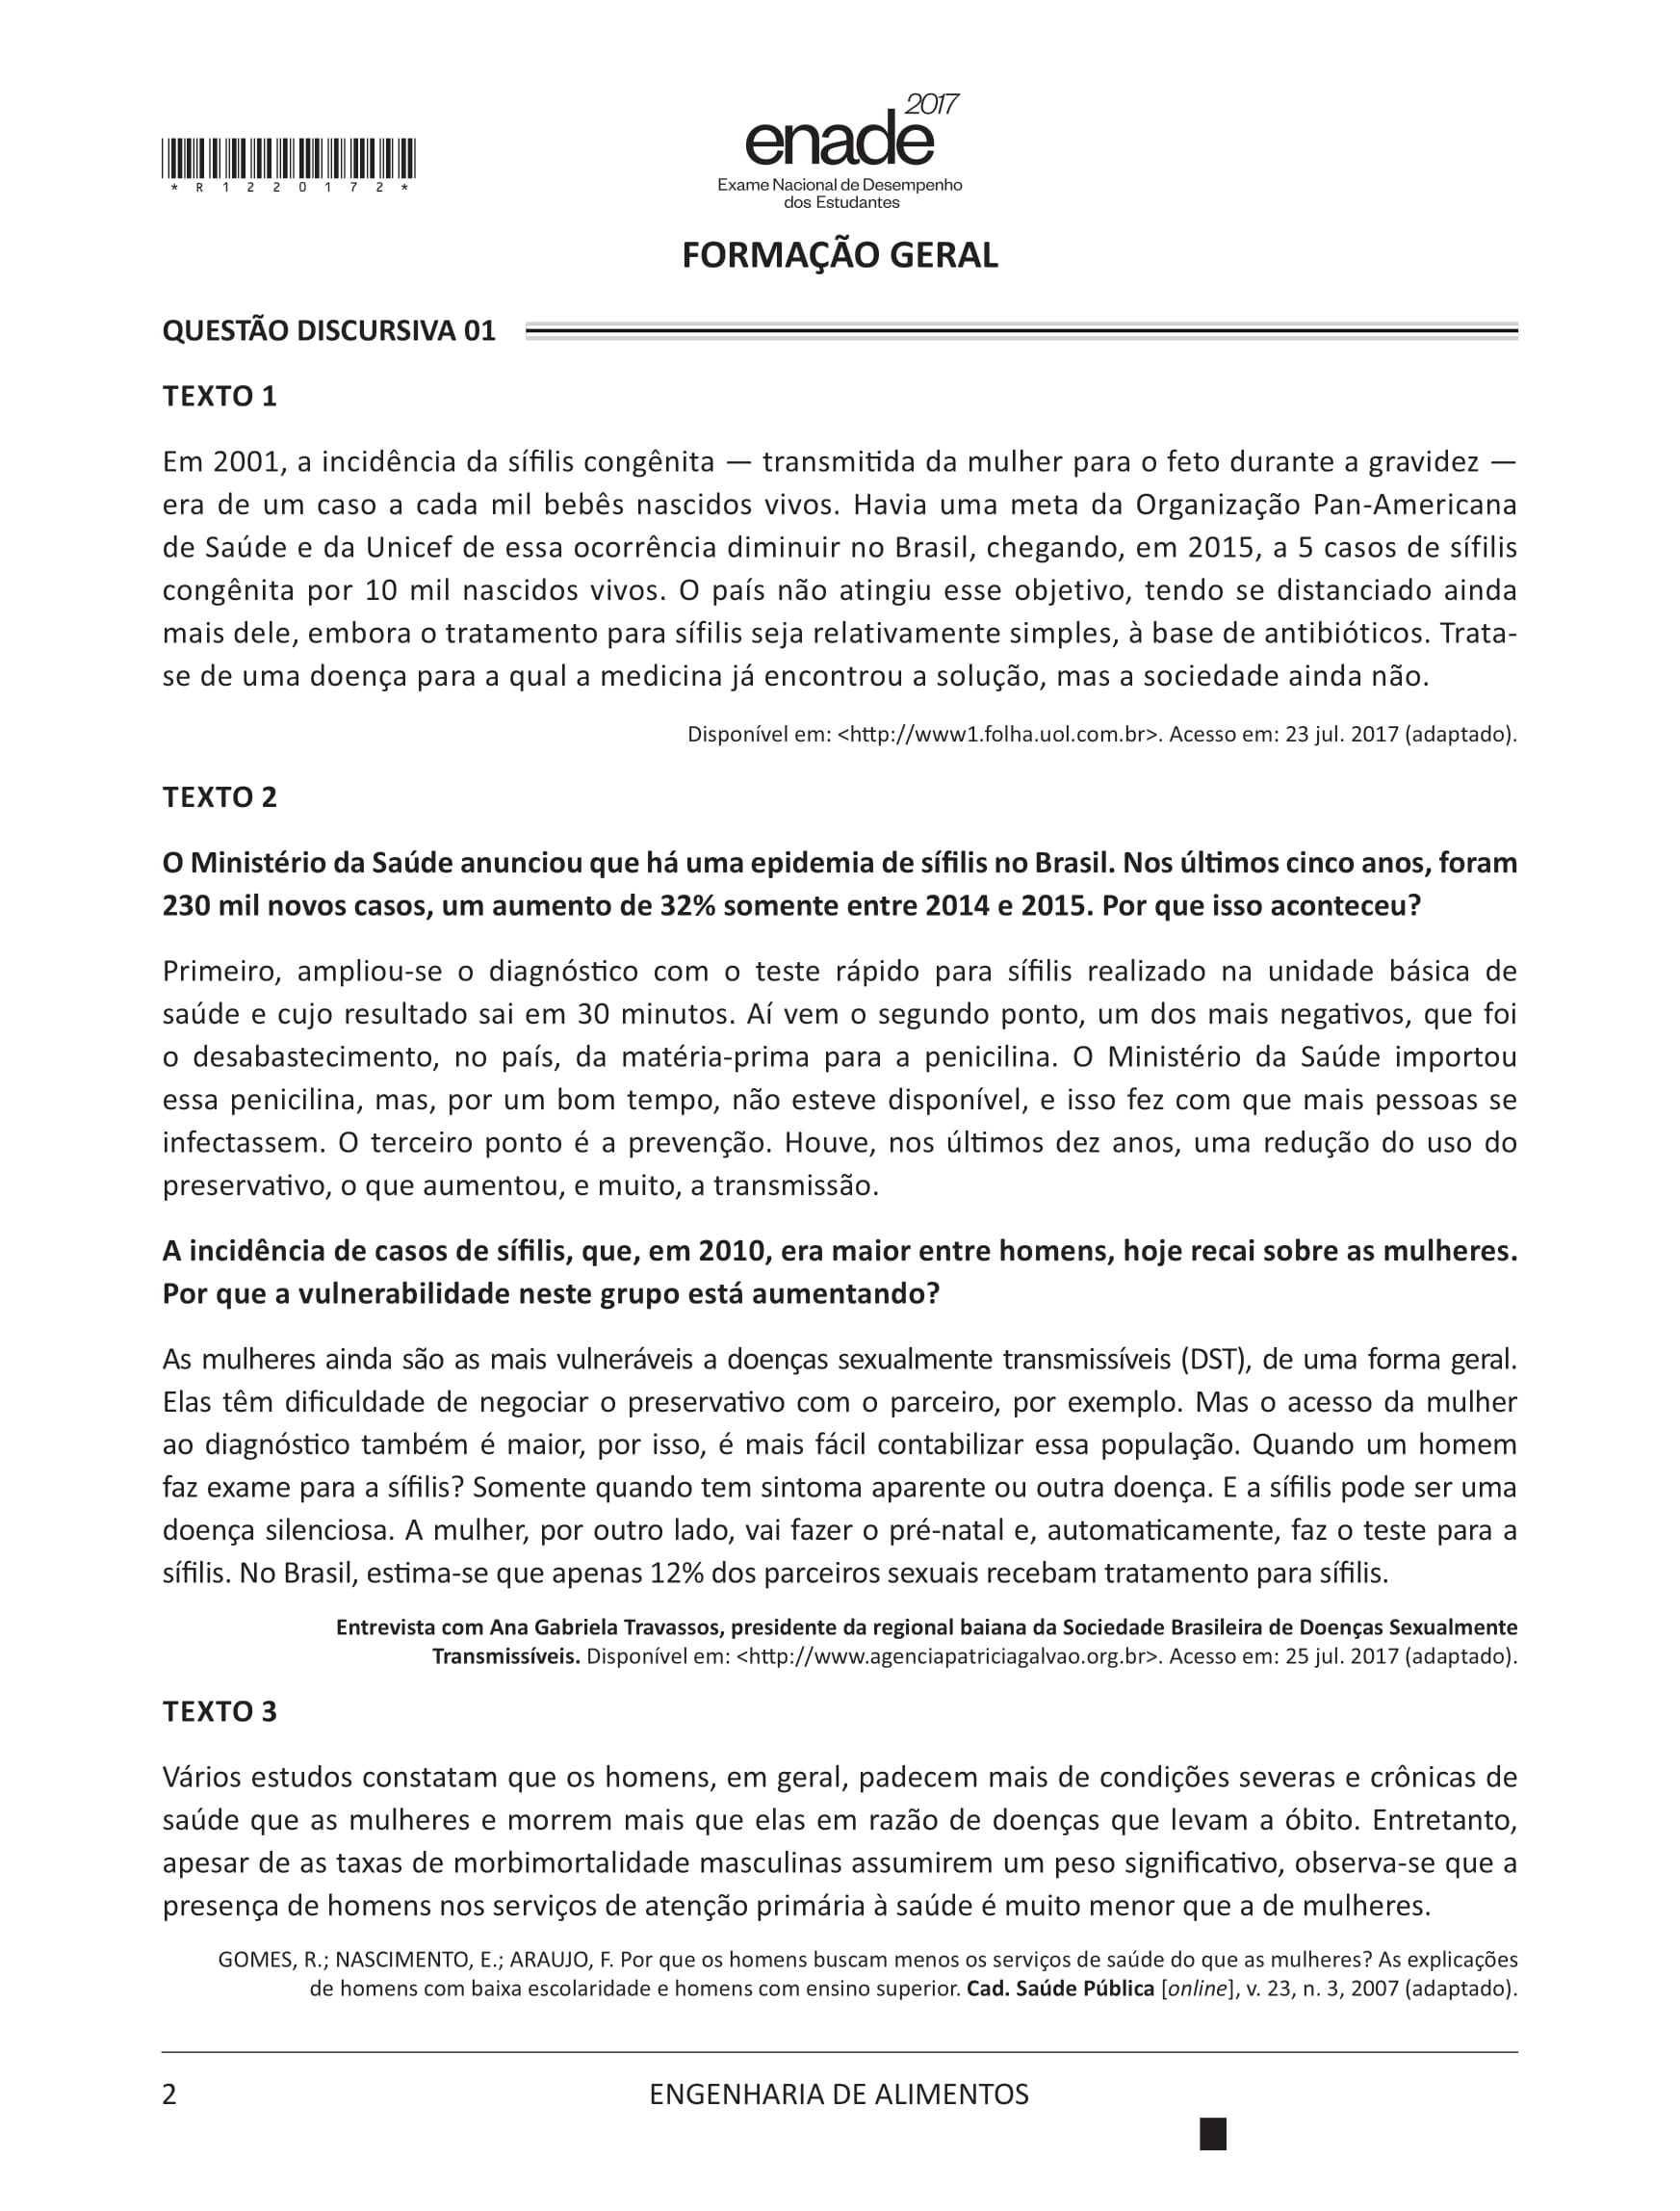 2017
enade
Exame Nacional de Desempenho
dos Estudantes
* R 1 2 2 0 1 7 2 *
FORMAÇÃO GERAL
QUESTÃO DISCURSIVA 01
TEXTO 1
Em 2001, a incidência da sífilis congênita — transmitida da mulher para o feto durante a gravidez —
era de um caso a cada mil bebês nascidos vivos. Havia uma meta da Organização Pan-Americana
de Saúde e da Unicef de essa ocorrência diminuir no Brasil, chegando, em 2015, a 5 casos de sífilis
congênita por 10 mil nascidos vivos. O país não atingiu esse objetivo, tendo se distanciado ainda
mais dele, embora o tratamento para sífilis seja relativamente simples, à base de antibióticos. Trata-
se de uma doença para a qual a medicina já encontrou a solução, mas a sociedade ainda não.
Disponível em: <http://www1.folha.uol.com.br>. Acesso em: 23 jul. 2017 (adaptado).
TEXTO 2
O Ministério da Saúde anunciou que há uma epidemia de sífilis no Brasil. Nos últimos cinco anos, foram
230 mil novos casos, um aumento de 32% somente entre 2014 e 2015. Por que isso aconteceu?
Primeiro, ampliou-se o diagnóstico com o teste rápido para sífilis realizado na unidade básica de
saúde e cujo resultado sai em 30 minutos. Aí vem o segundo ponto, um dos mais negativos, que foi
o desabastecimento, no país, da matéria-prima para a penicilina. O Ministério da Saúde importou
essa penicilina, mas, por um bom tempo, não esteve disponível, e isso fez com que mais pessoas se
infectassem. O terceiro ponto é a prevenção. Houve, nos últimos dez anos, uma redução do uso do
preservativo, o que aumentou, e muito, a transmissão.
A incidência de casos de sífilis, que, em 2010, era maior entre homens, hoje recai sobre as mulheres.
Por que a vulnerabilidade neste grupo está aumentando?
As mulheres ainda são as mais vulneráveis a doenças sexualmente transmissíveis (DST), de uma forma geral.
Elas têm dificuldade de negociar o preservativo com o parceiro, por exemplo. Mas o acesso da mulher
ao diagnóstico também é maior, por isso, é mais fácil contabilizar essa população. Quando um homem
faz exame para a sífilis? Somente quando tem sintoma aparente ou outra doença. E a sífilis pode ser uma
doença silenciosa. A mulher, por outro lado, vai fazer o pré-natal e, automaticamente, faz o teste para a
sífilis. No Brasil, estima-se que apenas 12% dos parceiros sexuais recebam tratamento para sífilis.
Entrevista com Ana Gabriela Travassos, presidente da regional baiana da Sociedade Brasileira de Doenças Sexualmente
Transmissíveis. Disponível em: <http://www.agenciapatriciagalvao.org.br>. Acesso em: 25 jul. 2017 (adaptado).
TEXTO 3
Vários estudos constatam que os homens, em geral, padecem mais de condições severas e crônicas de
saúde que as mulheres e morrem mais que elas em razão de doenças que levam a óbito. Entretanto,
apesar de as taxas de morbimortalidade masculinas assumirem um peso significativo, observa-se que a
presença de homens nos serviços de atenção primária à saúde é muito menor que a de mulheres.
GOMES, R.; NASCIMENTO, E.; ARAUJO, F. Por que os homens buscam menos os serviços de saúde do que as mulheres? As explicações
de homens com baixa escolaridade e homens com ensino superior. Cad. Saúde Pública [online], v. 23, n. 3, 2007 (adaptado).
2
ENGENHARIA DE ALIMENTOS